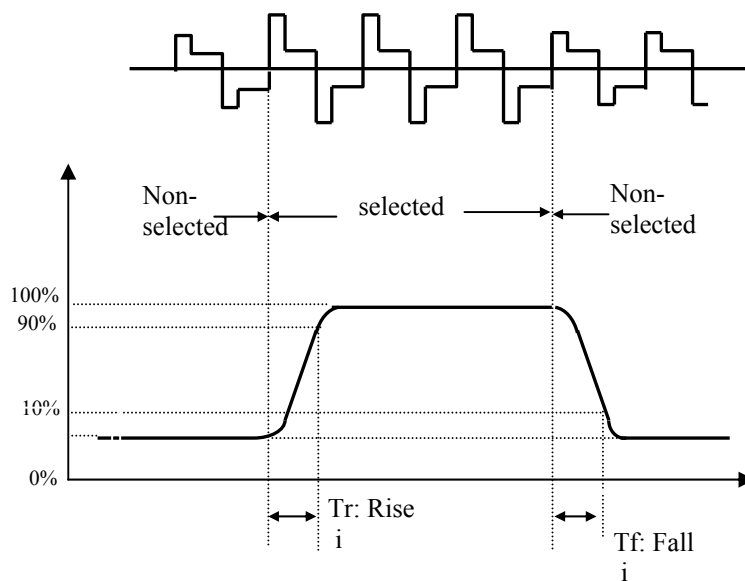 Non-
selected
selected
Non-
selected
100%
90%
10%
0%
Tr: Rise
i
Tf: Fall
i